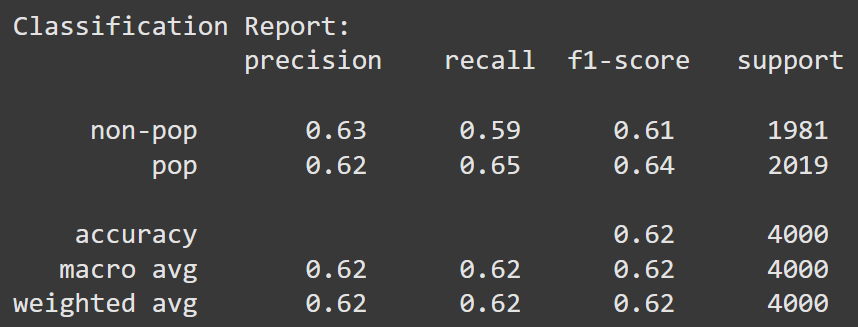 Classification Report:
precision recall f1-score support
non-pop 0.63 0.59 0.61 1981
pop 0.62 0.65 0.64 2019
accuracy 0.62 4000
macro avg 0.62 0.62 0.62 4000
weighted avg 0.62 0.62 0.62 4000